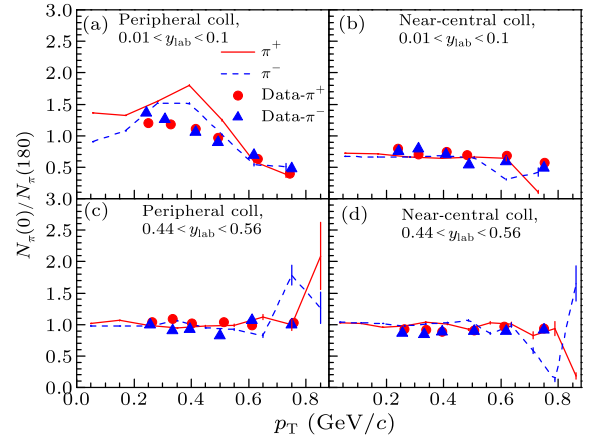 (a) Peripheral coll,
0.01 < y_lab < 0.1
π⁺
π⁻
Data-π⁺
Data-π⁻
(b) Near-central coll,
0.01 < y_lab < 0.1
(c) Peripheral coll,
0.44 < y_lab < 0.56
(d) Near-central coll,
0.44 < y_lab < 0.56
N_π(0)/N_π(180)
3.0
2.5
2.0
1.5
1.0
0.5
0.0
2.5
2.0
1.5
1.0
0.5
0.0
0.0 0.2 0.4 0.6 0.8 0.0 0.2 0.4 0.6 0.8
p_T (GeV/c)